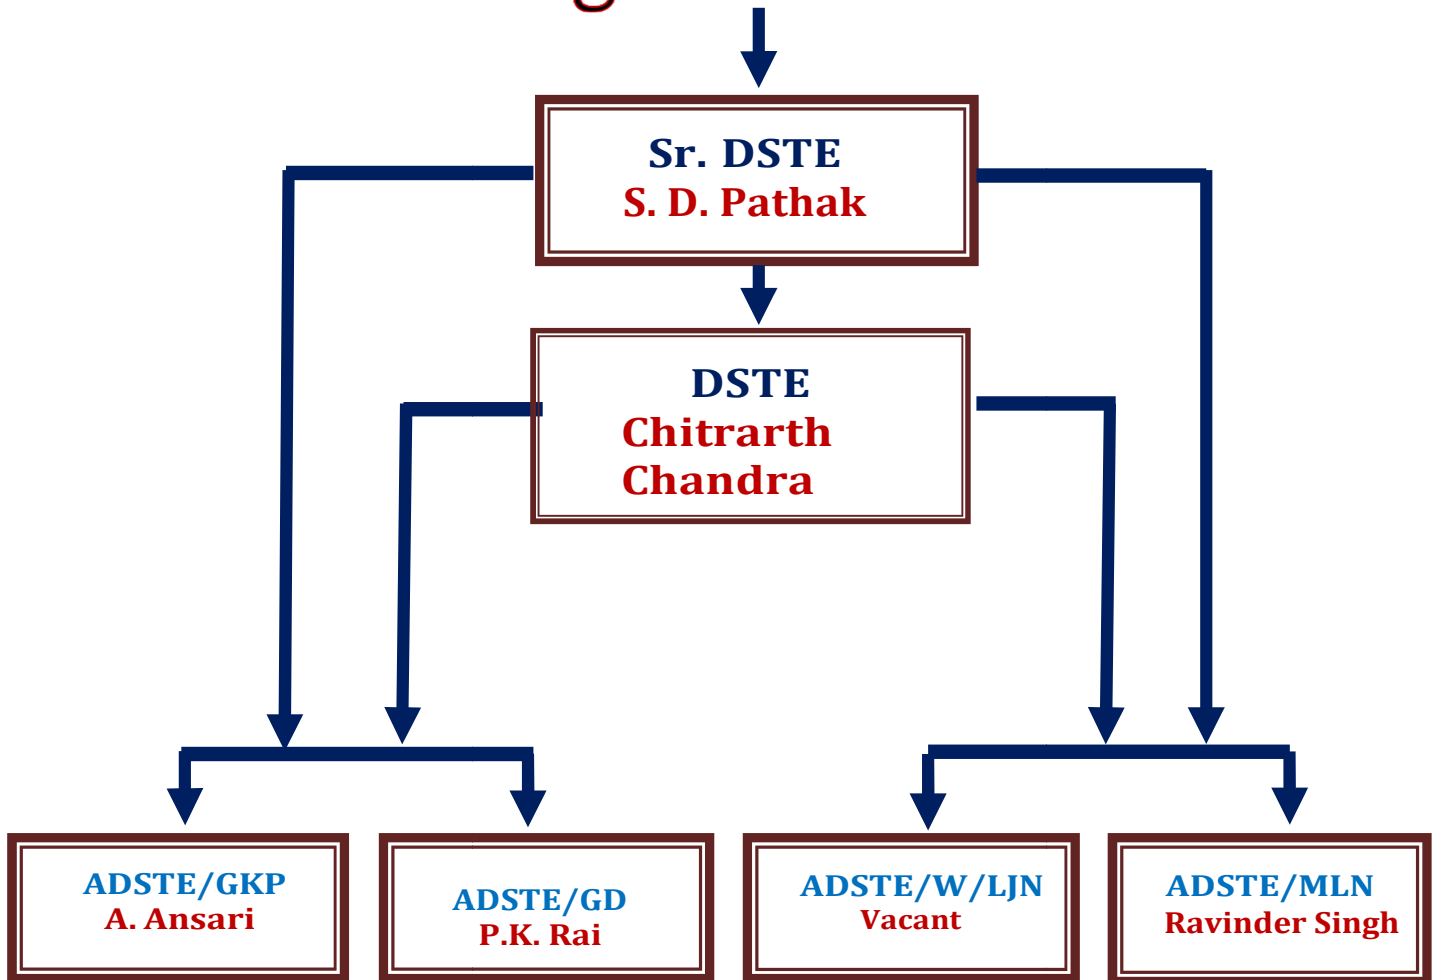 Sr. DSTE
S. D. Pathak
DSTE
Chitrarth
Chandra
ADSTE/GKP
A. Ansari
ADSTE/GD
P.K. Rai
ADSTE/W/LJN
Vacant
ADSTE/MLN
Ravinder Singh